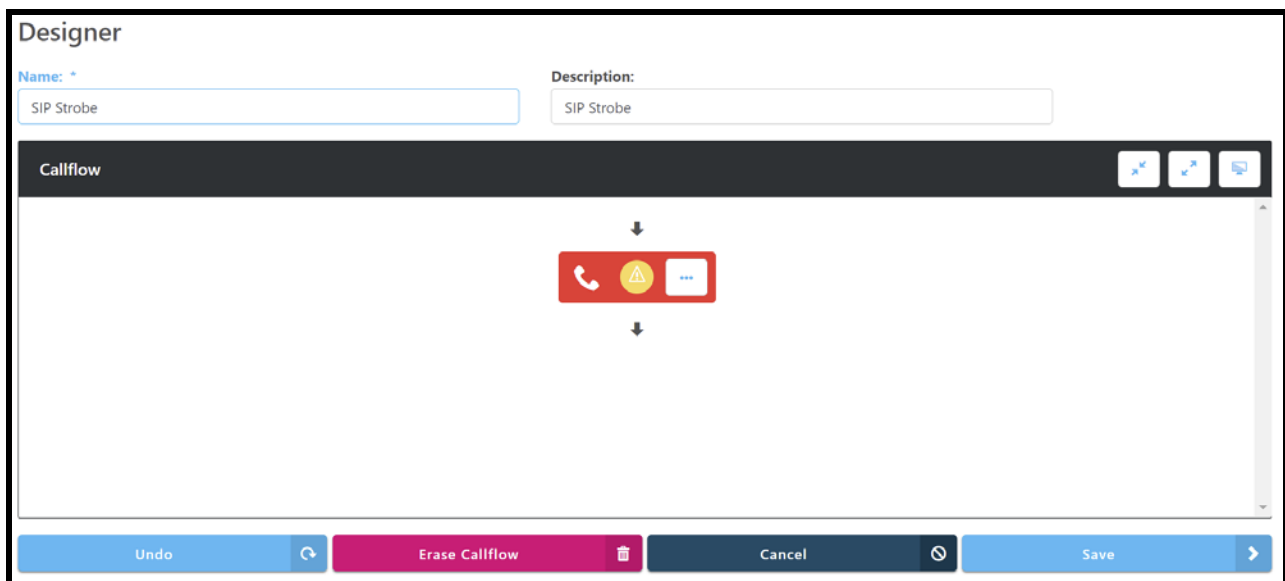 Designer
Name: *
Description:
SIP Strobe
SIP Strobe
Callflow
Undo
Erase Callflow
Cancel
Save